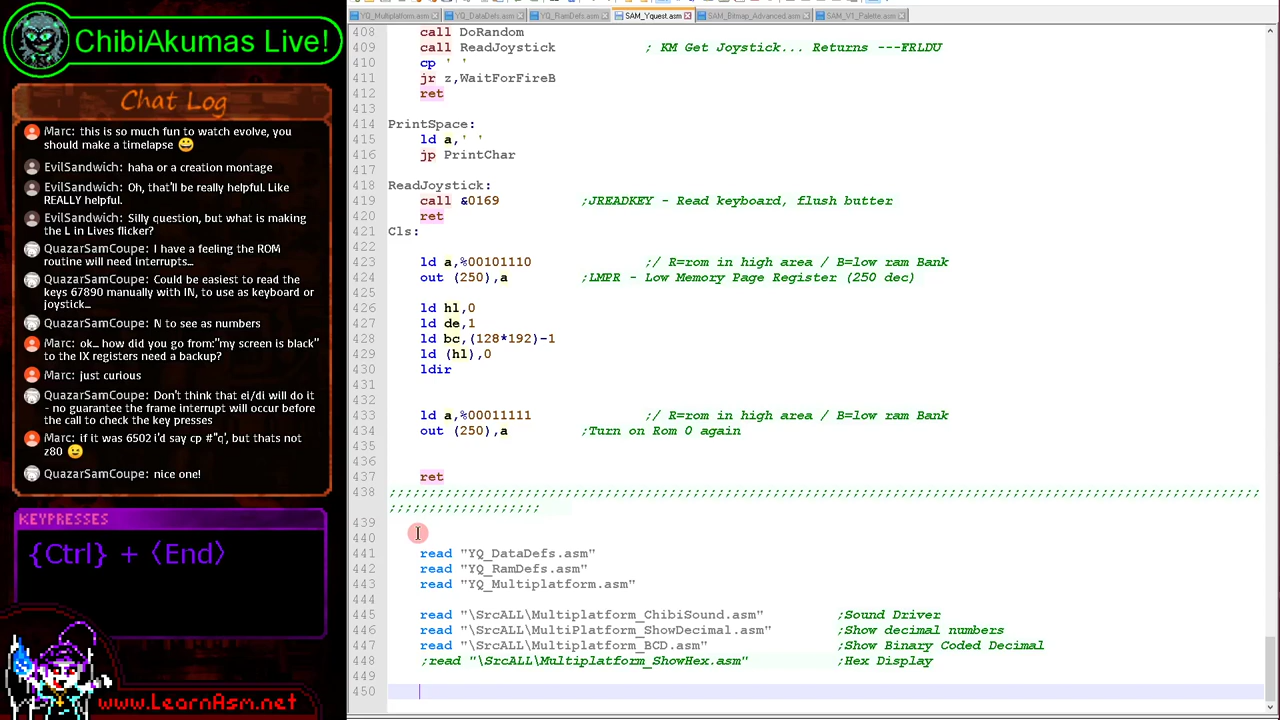 ChibiAkumas Live!
Chat Log
Marc: this is so much fun to watch evolve, you
should make a timelapse
EvilSandwich: haha or a creation montage
EvilSandwich: Oh, that'll be really helpful. Like
REALLY helpful.
EvilSandwich: Silly question, but what is making
the L in Lives flicker?
QuazarSamCoupe: I have a feeling the ROM
routine will need interrupts...
QuazarSamCoupe: Could be easiest to read the
keys 67890 manually with IN, to use as keyboard or
joystick...
QuazarSamCoupe: N to see as numbers
Marc: ok... how did you go from:"my screen is black"
to the IX registers need a backup?
Marc: just curious
QuazarSamCoupe: Don't think that ei/di will do it
- no guarantee the frame interrupt will occur before
the call to check the key presses
Marc: if it was 6502 i'd say cp #"q', but thats not
z80
QuazarSamCoupe: nice one!
KEYPRESSES
{Ctrl} + 〈End〉
www.LearnAsm.net
YQ_Multiplatform.asm YQ_DataDefs.asm YQ_RamDefs.asm SAM_Yquest.asm SAM_Bitmap_Advanced.asm SAM_V1_Palette.asm
408 call DoRandom
409 call ReadJoystick ; KM Get Joystick... Returns ---FRLDU
410 cp ' '
411 jr z,WaitForFireB
412 ret
413
414 PrintSpace:
415 ld a,' '
416 jp PrintChar
417
418 ReadJoystick:
419 call &0169 ;JREADKEY - Read keyboard, flush butter
420 ret
421 Cls:
422
423 ld a,%00101110 ;/ R=rom in high area / B=low ram Bank
424 out (250),a ;LMPR - Low Memory Page Register (250 dec)
425
426 ld hl,0
427 ld de,1
428 ld bc,(128*192)-1
429 ld (hl),0
430 ldir
431
432
433 ld a,%00011111 ;/ R=rom in high area / B=low ram Bank
434 out (250),a ;Turn on Rom 0 again
435
436
437 ret
438 ;;;;;;;;;;;;;;;;;;;;;;;;;;;;;;;;;;;;;;;;;;;;;;;;;;;;;;;;;;;;;;;;;;;;;;;;;;;;;;;;;;;;;;;;;;;;;;;;;;;;;;;;;;;;;
;;;;;;;;;;;;;;;;;;;
439
440
441 read "YQ_DataDefs.asm"
442 read "YQ_RamDefs.asm"
443 read "YQ_Multiplatform.asm"
444
445 read "\SrcALL\Multiplatform_ChibiSound.asm" ;Sound Driver
446 read "\SrcALL\MultiPlatform_ShowDecimal.asm" ;Show decimal numbers
447 read "\SrcALL\Multiplatform_BCD.asm" ;Show Binary Coded Decimal
448 ;read "\SrcALL\Multiplatform_ShowHex.asm" ;Hex Display
449
450